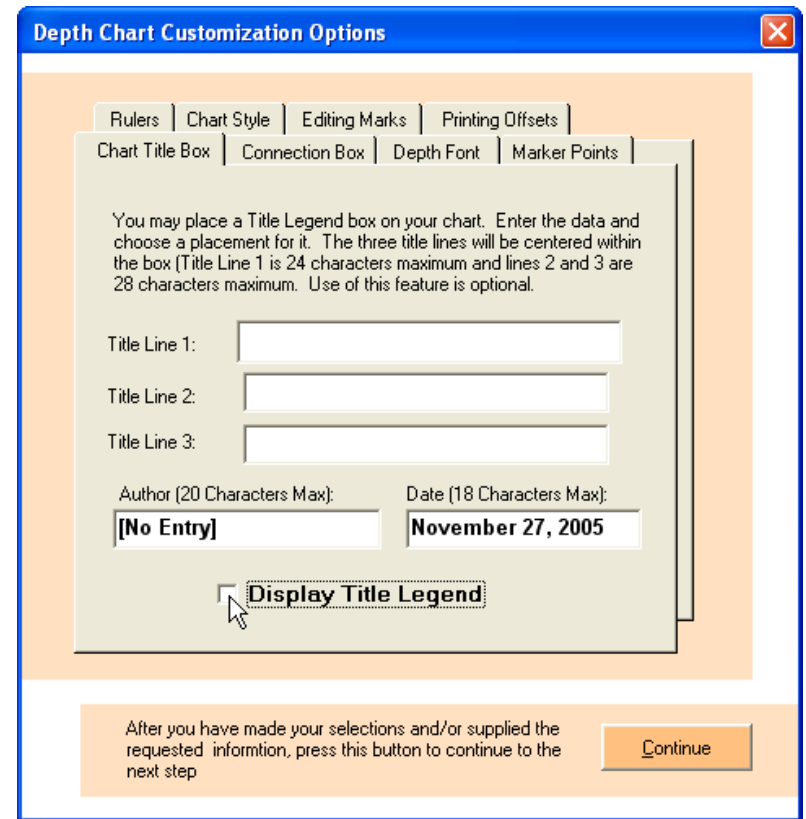 Depth Chart Customization Options
Rulers Chart Style Editing Marks Printing Offsets
Chart Title Box Connection Box Depth Font Marker Points
You may place a Title Legend box on your chart. Enter the data and
choose a placement for it. The three title lines will be centered within
the box (Title Line 1 is 24 characters maximum and lines 2 and 3 are
28 characters maximum. Use of this feature is optional.
Title Line 1:
Title Line 2:
Title Line 3:
Author (20 Characters Max): Date (18 Characters Max):
[No Entry] November 27, 2005
Display Title Legend
After you have made your selections and/or supplied the
requested informtion, press this button to continue to the
next step
Continue